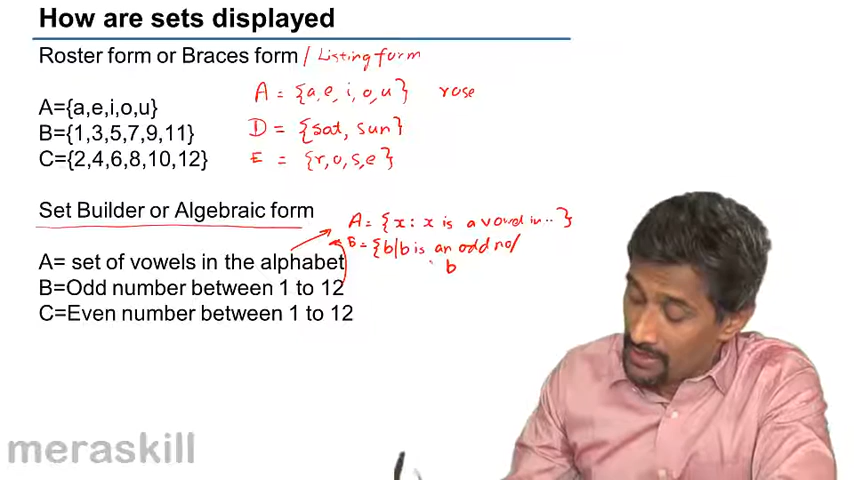 How are sets displayed
Roster form or Braces form / Listing form
A={a,e,i,o,u}
B={1,3,5,7,9,11}
C={2,4,6,8,10,12}
A = {a,e,i,o,u} rose
D = {sat, sun}
E = {r,o,s,e}
Set Builder or Algebraic form
A = {x : x is a vowel in .. }
B = {b|b is an odd no/
b
A= set of vowels in the alphabet
B=Odd number between 1 to 12
C=Even number between 1 to 12
meraskill